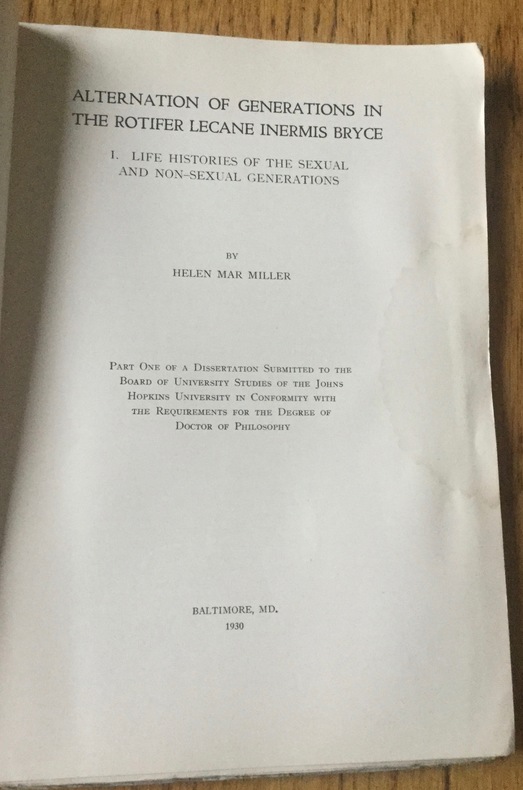 ALTERNATION OF GENERATIONS IN
THE ROTIFER LECANE INERMIS BRYCE
I. LIFE HISTORIES OF THE SEXUAL
AND NON-SEXUAL GENERATIONS
BY
HELEN MAR MILLER
Part One of a Dissertation Submitted to the
Board of University Studies of the Johns
Hopkins University in Conformity with
the Requirements for the Degree of
Doctor of Philosophy
BALTIMORE, MD.
1930